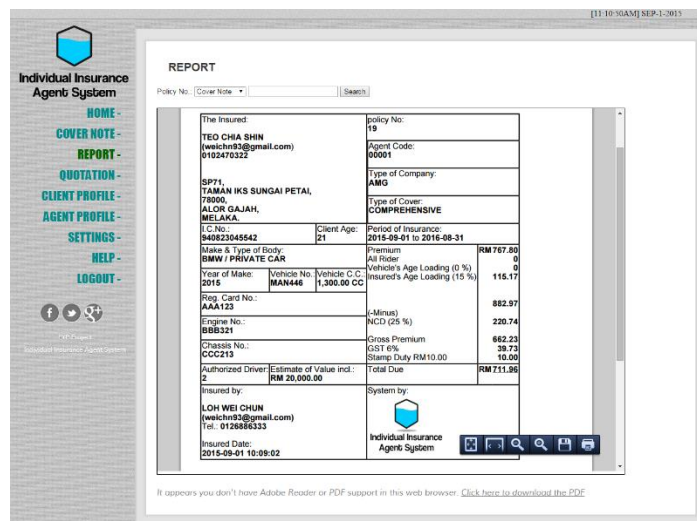 [11:10:50AM] SEP-1-2015
Individual Insurance
Agent System
HOME -
COVER NOTE -
REPORT -
QUOTATION -
CLIENT PROFILE -
AGENT PROFILE -
SETTINGS -
HELP -
LOGOUT -
Individual Insurance Agent System
REPORT
Policy No.: Cover Note Search
The Insured:
TEO CHIA SHIN
(weichn93@gmail.com)
0102470322
SP71,
TAMAN IKS SUNGAI PETAI,
78000,
ALOR GAJAH,
MELAKA.
policy No:
19
Agent Code:
00001
Type of Company:
AMG
Type of Cover:
COMPREHENSIVE
I.C.No.:
940823045542
Client Age:
21
Period of Insurance:
2015-09-01 to 2016-08-31
Make & Type of Body:
BMW / PRIVATE CAR
Year of Make:
2015
Vehicle No.
MAN446
Vehicle C.C.
1,300.00 CC
Reg. Card No.:
AAA123
Engine No.:
BBB321
Chassis No.:
CCC213
Premium RM 767.80
All Rider 0
Vehicle's Age Loading (0 %) 0
Insured's Age Loading (15 %) 115.17
882.97
(-Minus)
NCD (25 %) 220.74
Gross Premium 662.23
GST 6% 39.73
Stamp Duty RM10.00 10.00
Authorized Driver:
2
Estimate of Value incl.:
RM 20,000.00
Total Due RM 711.96
Insured by:
LOH WEI CHUN
(weichn93@gmail.com)
Tel.: 0126886333
Insured Date:
2015-09-01 10:09:02
System by:
Individual Insurance
Agent System
It appears you don't have Adobe Reader or PDF support in this web browser. Click here to download the PDF